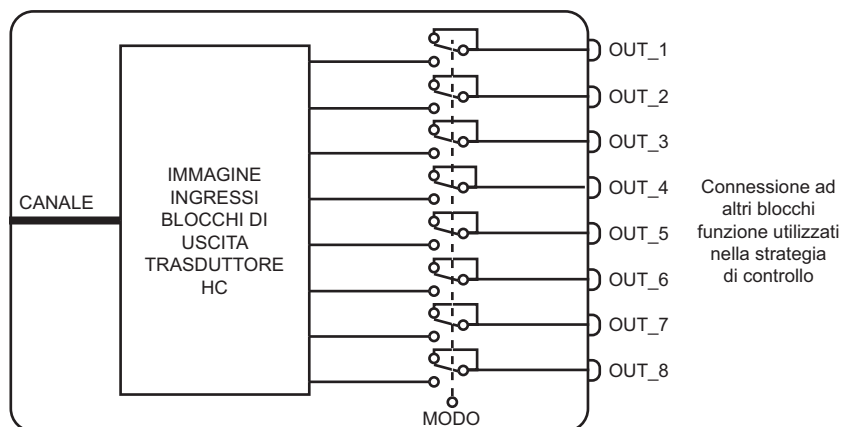 CANALE
IMMAGINE
INGRESSI
BLOCCHI DI
USCITA
TRASDUTTORE
HC
OUT_1
OUT_2
OUT_3
OUT_4
OUT_5
OUT_6
OUT_7
OUT_8
MODO
Connessione ad
altri blocchi
funzione utilizzati
nella strategia
di controllo